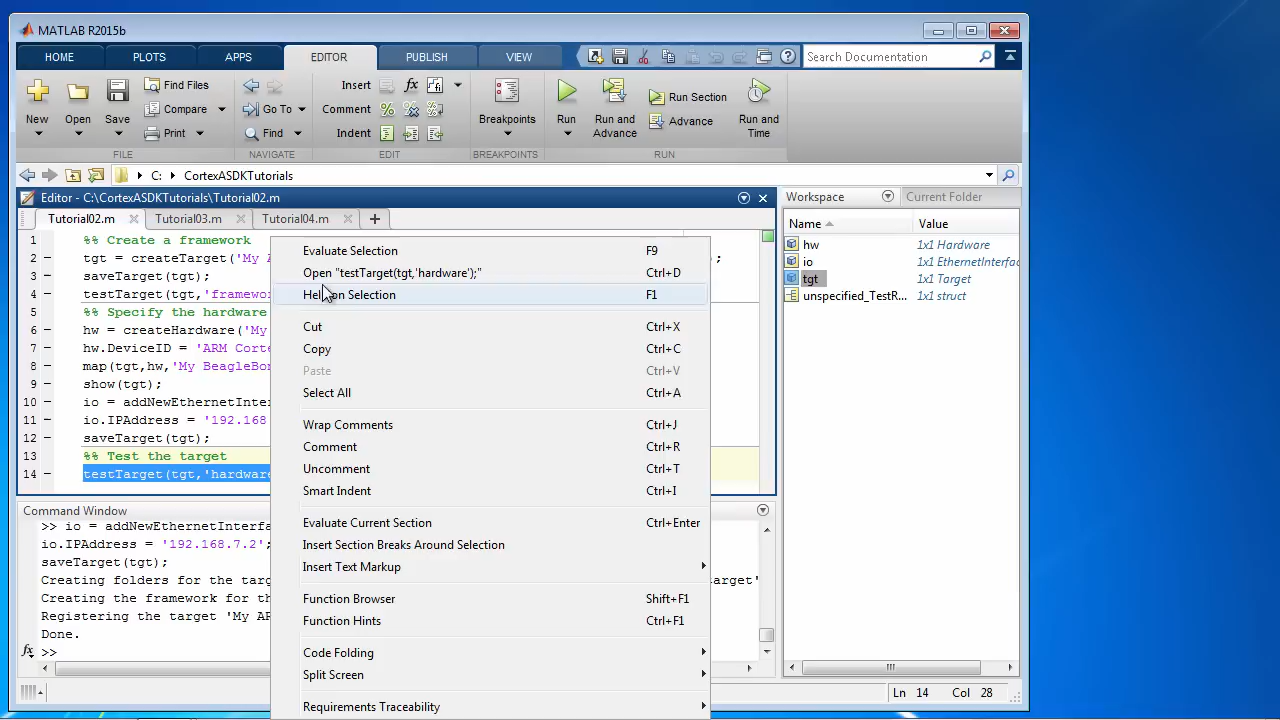 MATLAB R2015b
HOME PLOTS APPS EDITOR PUBLISH VIEW Search Documentation
New Open Save Find Files Compare Print
FILE
Go To Find
NAVIGATE
Insert fx
Comment %
Indent
EDIT
Breakpoints
BREAKPOINTS
Run Run and Advance Run Section Advance Run and Time
RUN
C: CortexASDKTutorials
Editor - C:\CortexASDKTutorials\Tutorial02.m
Tutorial02.m Tutorial03.m Tutorial04.m
1 %% Create a framework
2 tgt = createTarget('My A );
3 saveTarget(tgt);
4 testTarget(tgt,'framewor
5 %% Specify the hardware
6 hw = createHardware('My
7 hw.DeviceID = 'ARM Corte
8 map(tgt,hw,'My BeagleBon
9 show(tgt);
10 io = addNewEthernetInter
11 io.IPAddress = '192.168
12 saveTarget(tgt);
13 %% Test the target
14 testTarget(tgt,'hardware
Evaluate Selection F9
Open "testTarget(tgt,'hardware');" Ctrl+D
Help on Selection F1
Cut Ctrl+X
Copy Ctrl+C
Paste Ctrl+V
Select All Ctrl+A
Wrap Comments Ctrl+J
Comment Ctrl+R
Uncomment Ctrl+T
Smart Indent Ctrl+I
Evaluate Current Section Ctrl+Enter
Insert Section Breaks Around Selection
Insert Text Markup
Function Browser Shift+F1
Function Hints Ctrl+F1
Code Folding
Split Screen
Requirements Traceability
Workspace Current Folder
Name Value
hw 1x1 Hardware
io 1x1 EthernetInterfac
tgt 1x1 Target
unspecified_TestR... 1x1 struct
Command Window
>> io = addNewEthernetInterfa
io.IPAddress = '192.168.7.2';
saveTarget(tgt);
Creating folders for the targ arget'
Creating the framework for th
Registering the target 'My AR
Done.
fx >>
Ln 14 Col 28